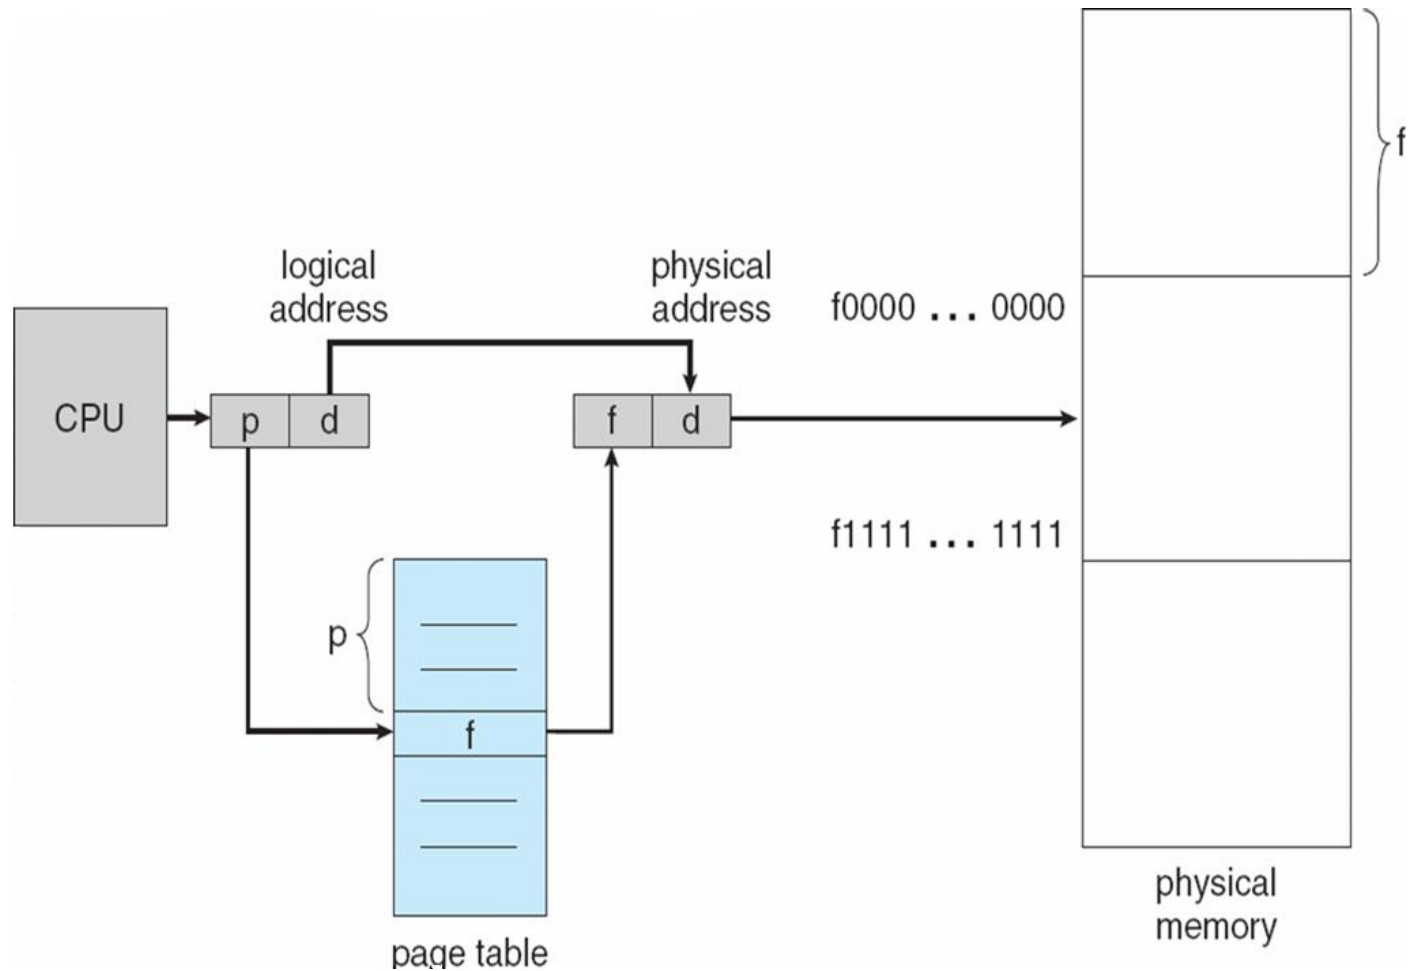 f
logical
address
physical
address
f0000 ... 0000
CPU
p
d
f
d
f1111 ... 1111
p
f
physical
memory
page table